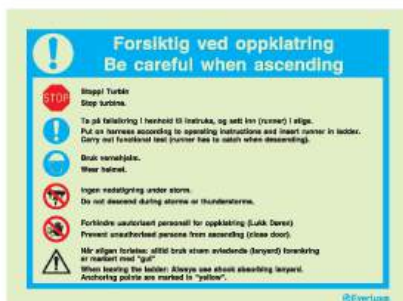 Forsiktig ved oppklatring
Be careful when ascending
STOP
Stopp! Turbin
Stop turbine.
Ta på fallsikring i henhold til instruks, og sett inn (runner) i stige.
Put on harness according to operating instructions and insert runner in ladder.
Carry out functional test (runner has to catch when descending).
Bruk vernehjelm.
Wear helmet.
Ingen nedstigning under storm.
Do not descend during storms or thunderstorms.
Forhindre uautorisert personell for oppklatring (Lukk Døren)
Prevent unauthorised persons from ascending (close door).
Når stigen forlates: alltid bruk støtm avledende (lanyard) forankring
er markert med "gul"
When leaving the ladder: Always use shock absorbing lanyard.
Anchoring points are marked in "yellow".
Everlux